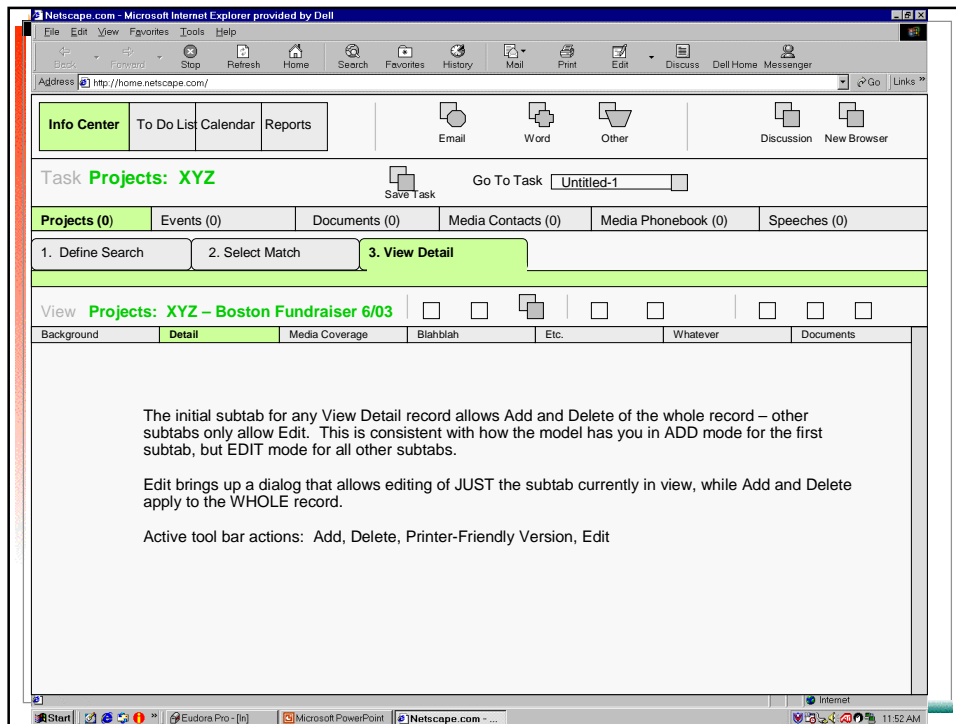 Netscape.com - Microsoft Internet Explorer provided by Dell
File Edit View Favorites Tools Help
Back Forward Stop Refresh Home Search Favorites History Mail Print Edit Discuss Dell Home Messenger
Address http://home.netscape.com/ Go Links »
Info Center To Do List Calendar Reports Email Word Other Discussion New Browser
Task Projects: XYZ Save Task Go To Task Untitled-1
Projects (0) Events (0) Documents (0) Media Contacts (0) Media Phonebook (0) Speeches (0)
1. Define Search 2. Select Match 3. View Detail
View Projects: XYZ – Boston Fundraiser 6/03
Background Detail Media Coverage Blahblah Etc. Whatever Documents
The initial subtab for any View Detail record allows Add and Delete of the whole record – other
subtabs only allow Edit. This is consistent with how the model has you in ADD mode for the first
subtab, but EDIT mode for all other subtabs.
Edit brings up a dialog that allows editing of JUST the subtab currently in view, while Add and Delete
apply to the WHOLE record.
Active tool bar actions: Add, Delete, Printer-Friendly Version, Edit
Internet
Start » Eudora Pro - [In] Microsoft PowerPoint Netscape.com - ... 11:52 AM